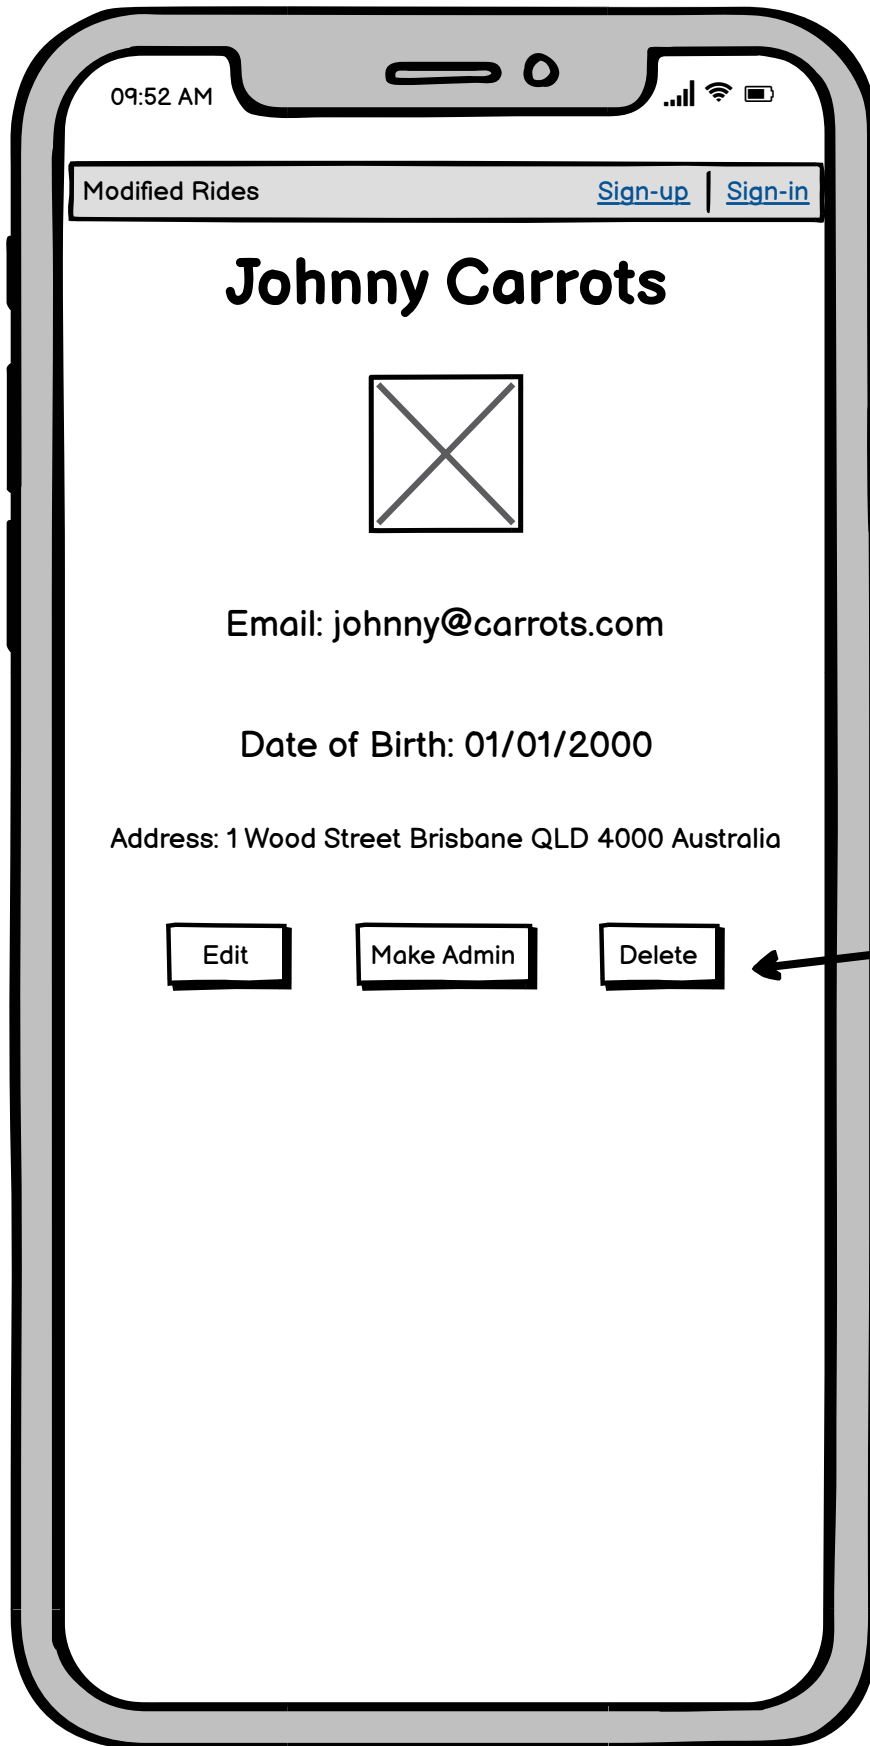 09:52 AM
Modified Rides Sign-up Sign-in
Johnny Carrots
Email: johnny@carrots.com
Date of Birth: 01/01/2000
Address: 1 Wood Street Brisbane QLD 4000 Australia
Edit Make Admin Delete